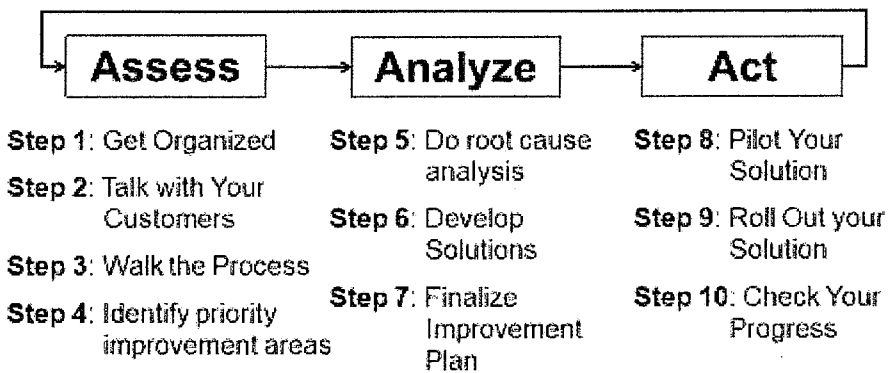 Assess
Analyze
Act
Step 1: Get Organized
Step 2: Talk with Your
Customers
Step 3: Walk the Process
Step 4: Identify priority
improvement areas
Step 5: Do root cause
analysis
Step 6: Develop
Solutions
Step 7: Finalize
Improvement
Plan
Step 8: Pilot Your
Solution
Step 9: Roll Out your
Solution
Step 10: Check Your
Progress